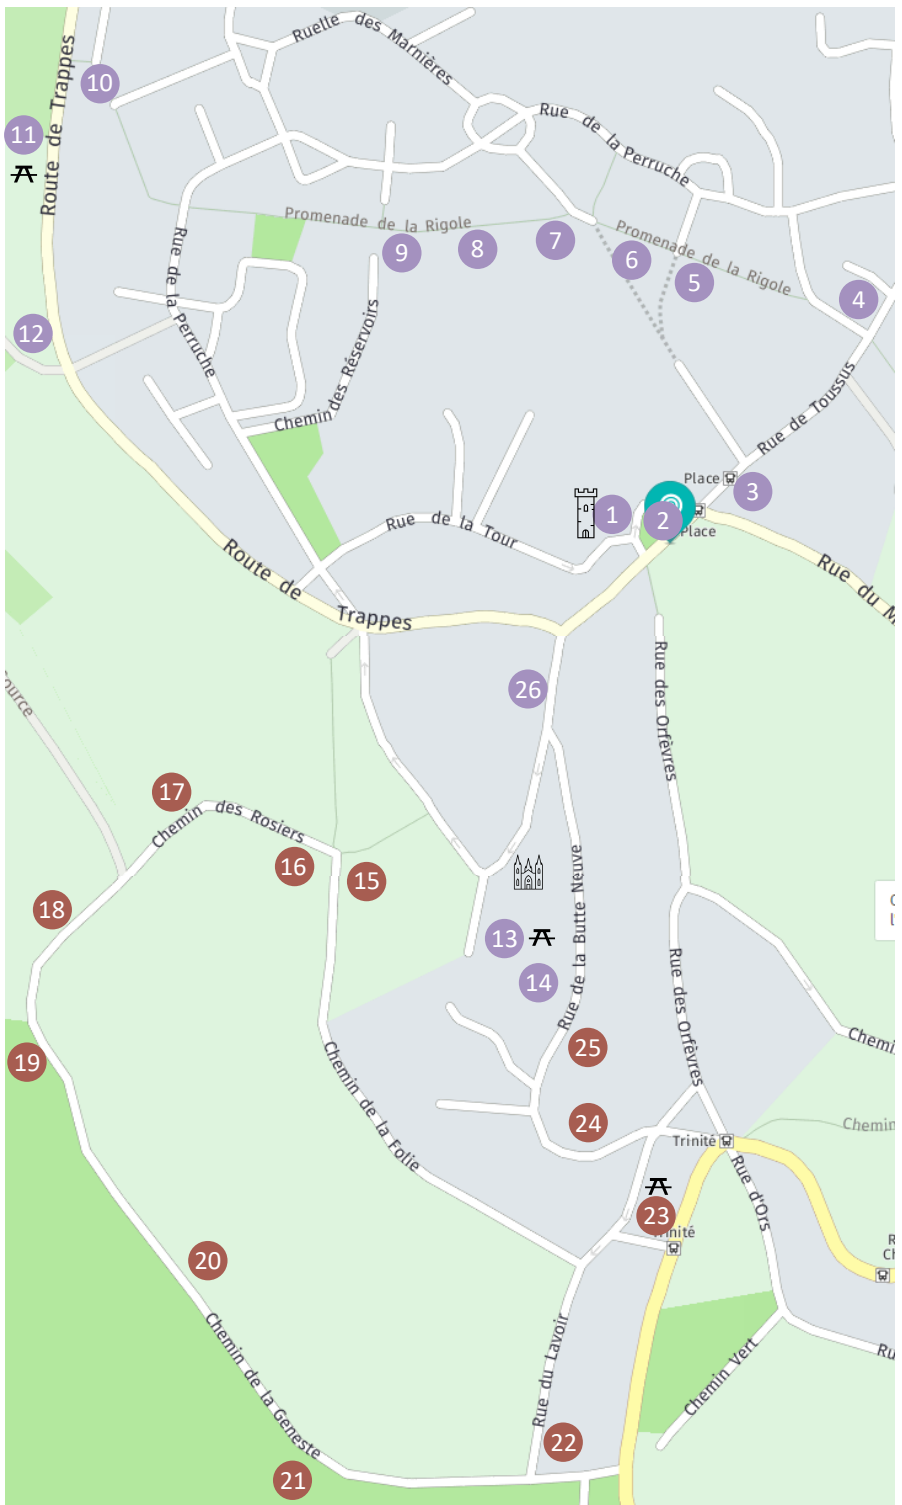 Ruelle des Marnières
Route de Trappes
10
11
Rue de la Perruche
Promenade de la Rigole
9
8
7
Promenade de la Rigole
6
5
4
12
Rue de la Perruche
Chemin des Réservoirs
Rue de Toussus
Place
3
1
2
Place
Rue de la Tour
Route de Trappes
Rue du M
26
Rue des Orfèvres
ource
17
Chemin des Rosiers
16
15
18
13
14
Rue de la Butte Neuve
Rue des Orfèvres
Chemi
19
25
Chemin de la Folie
24
Chemin
Trinité
23
Trinité
Rue d'Ors
R
Ch
20
Chemin de la Geneste
Rue du Lavoir
Chemin Vert
Ru
22
21